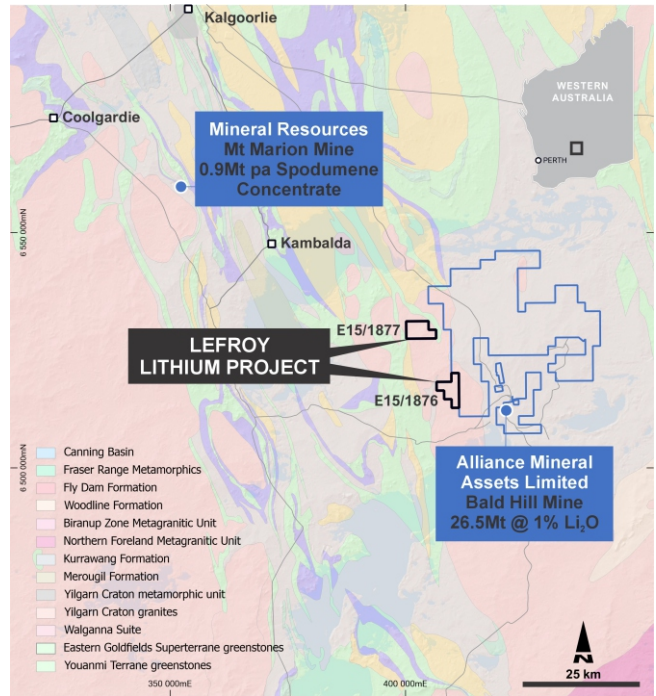 Kalgoorlie
Coolgardie
WESTERN
AUSTRALIA
PERTH
Mineral Resources
Mt Marion Mine
0.9Mt pa Spodumene
Concentrate
6 550 000mN
Kambalda
E15/1877
LEFROY
LITHIUM PROJECT
E15/1876
Alliance Mineral
Assets Limited
Bald Hill Mine
26.5Mt @ 1% Li₂O
6 500 000mN
Canning Basin
Fraser Range Metamorphics
Fly Dam Formation
Woodline Formation
Biranup Zone Metagranitic Unit
Northern Foreland Metagranitic Unit
Kurrawang Formation
Merougil Formation
Yilgarn Craton metamorphic unit
Yilgarn Craton granites
Walganna Suite
Eastern Goldfields Superterrane greenstones
Youanmi Terrane greenstones
N
25 km
350 000mE
400 000mE